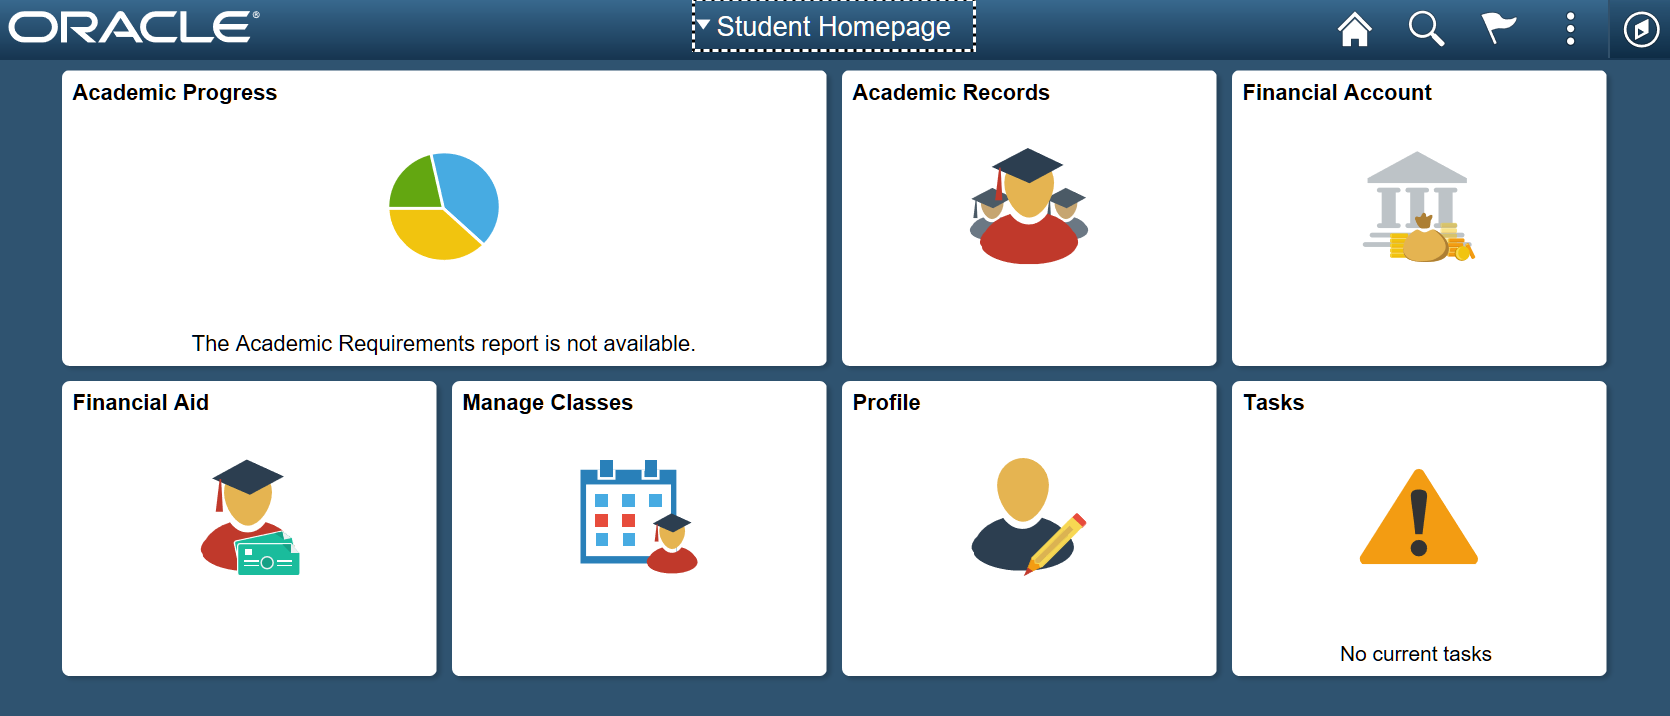 ORACLE®
Student Homepage
Academic Progress
The Academic Requirements report is not available.
Academic Records
Financial Account
Financial Aid
Manage Classes
Profile
Tasks
No current tasks